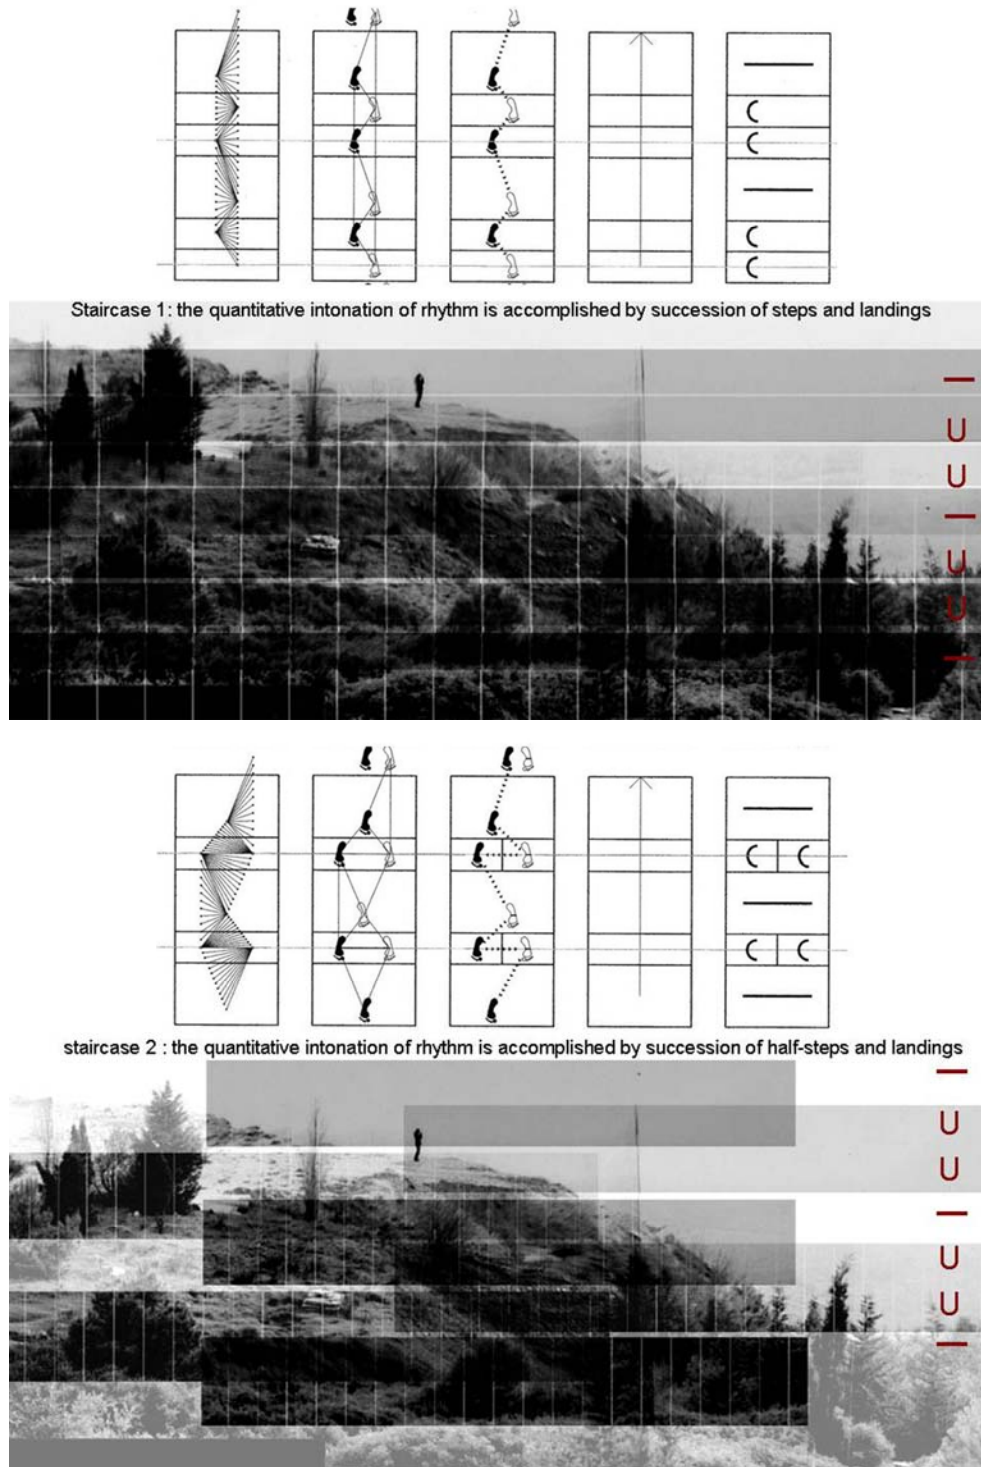 Staircase 1: the quantitative intonation of rhythm is accomplished by succession of steps and landings
staircase 2 : the quantitative intonation of rhythm is accomplished by succession of half-steps and landings